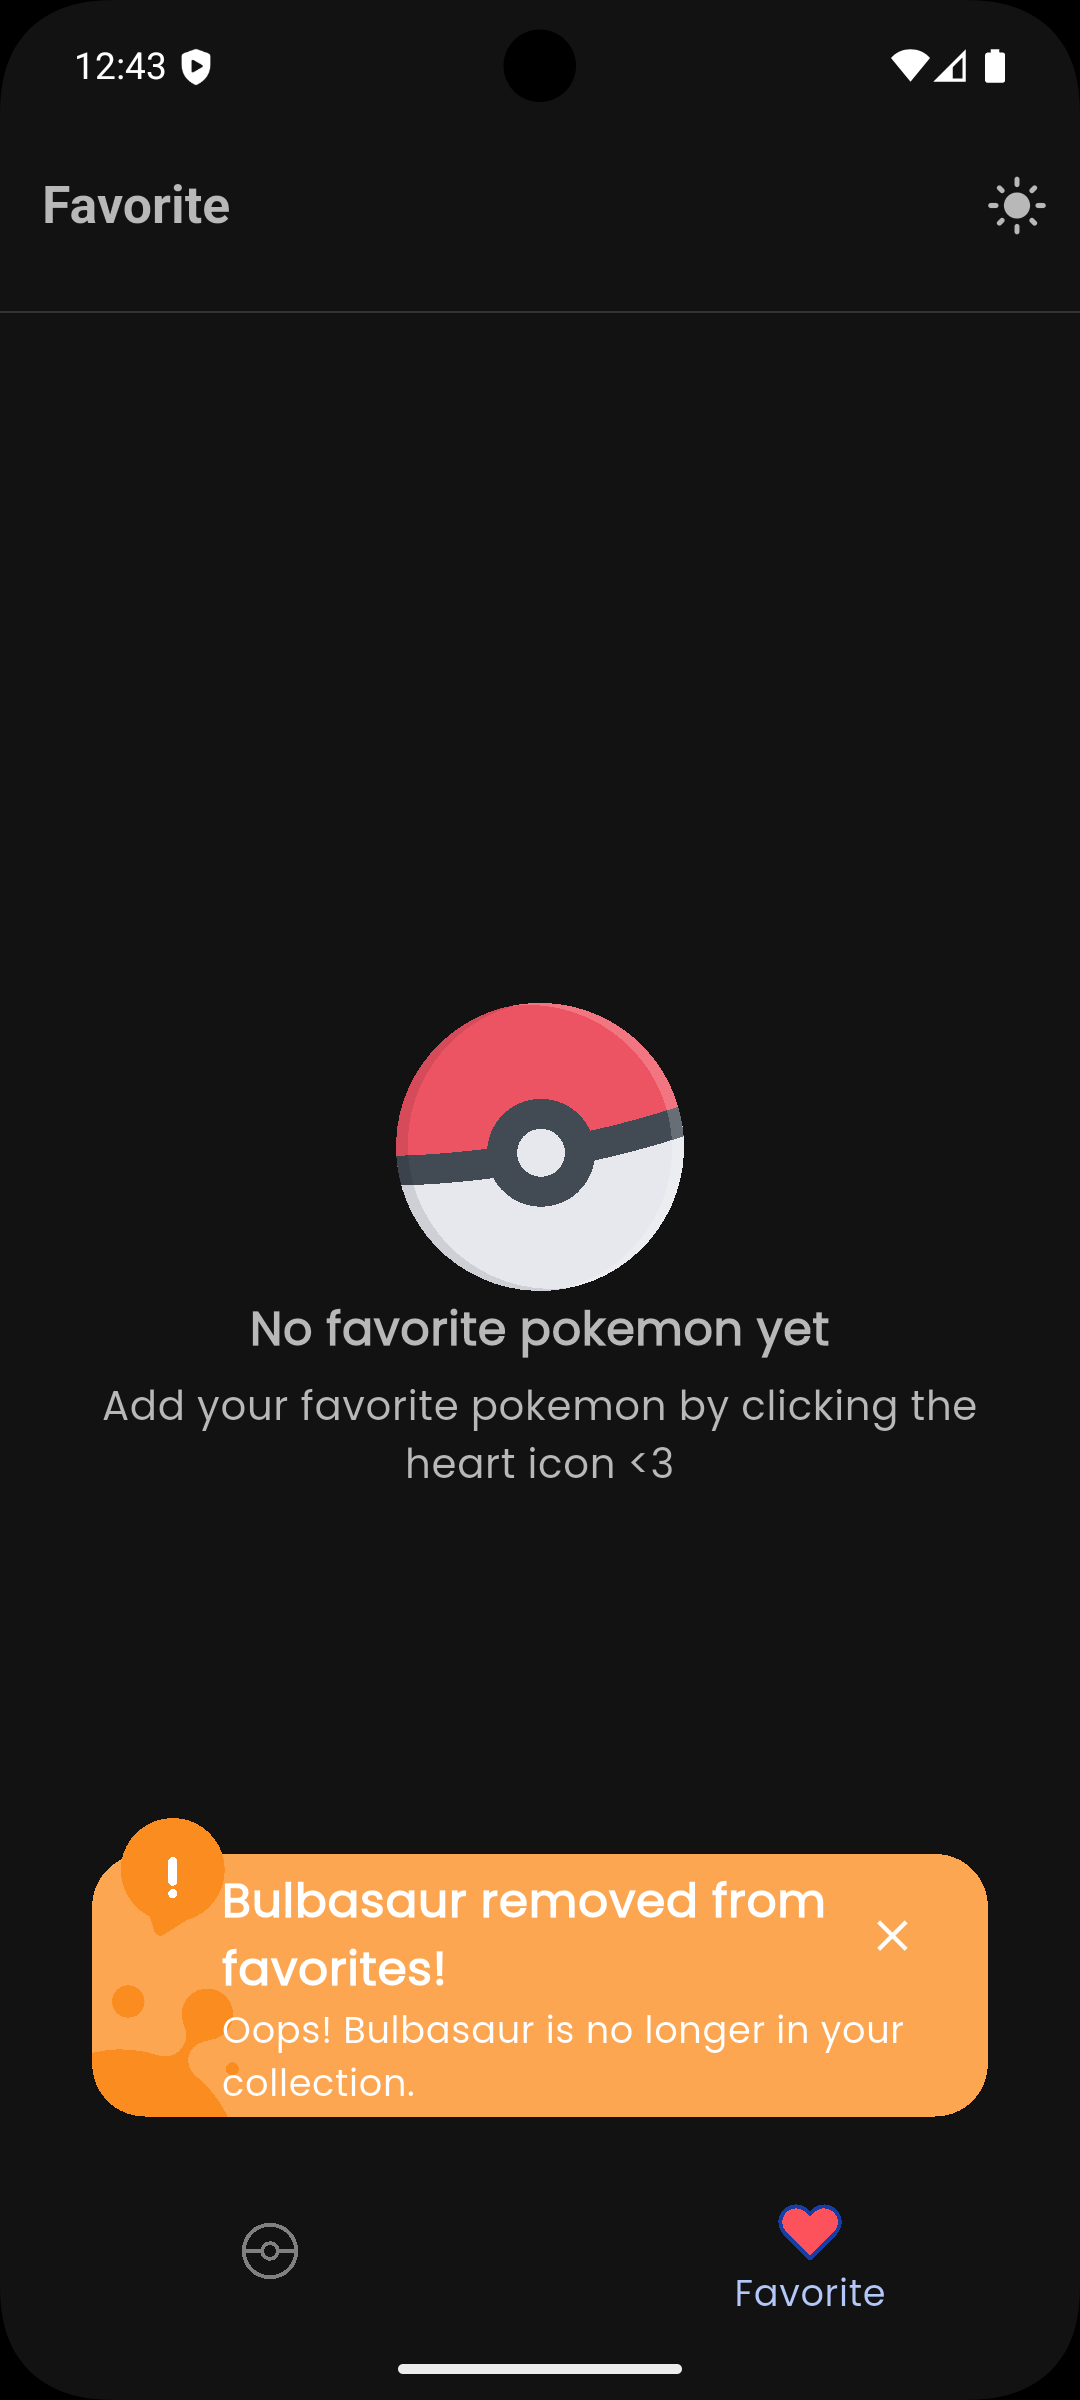 12:43
Favorite
No favorite pokemon yet
Add your favorite pokemon by clicking the
heart icon <3
Bulbasaur removed from
favorites!
Oops! Bulbasaur is no longer in your
collection.
Favorite